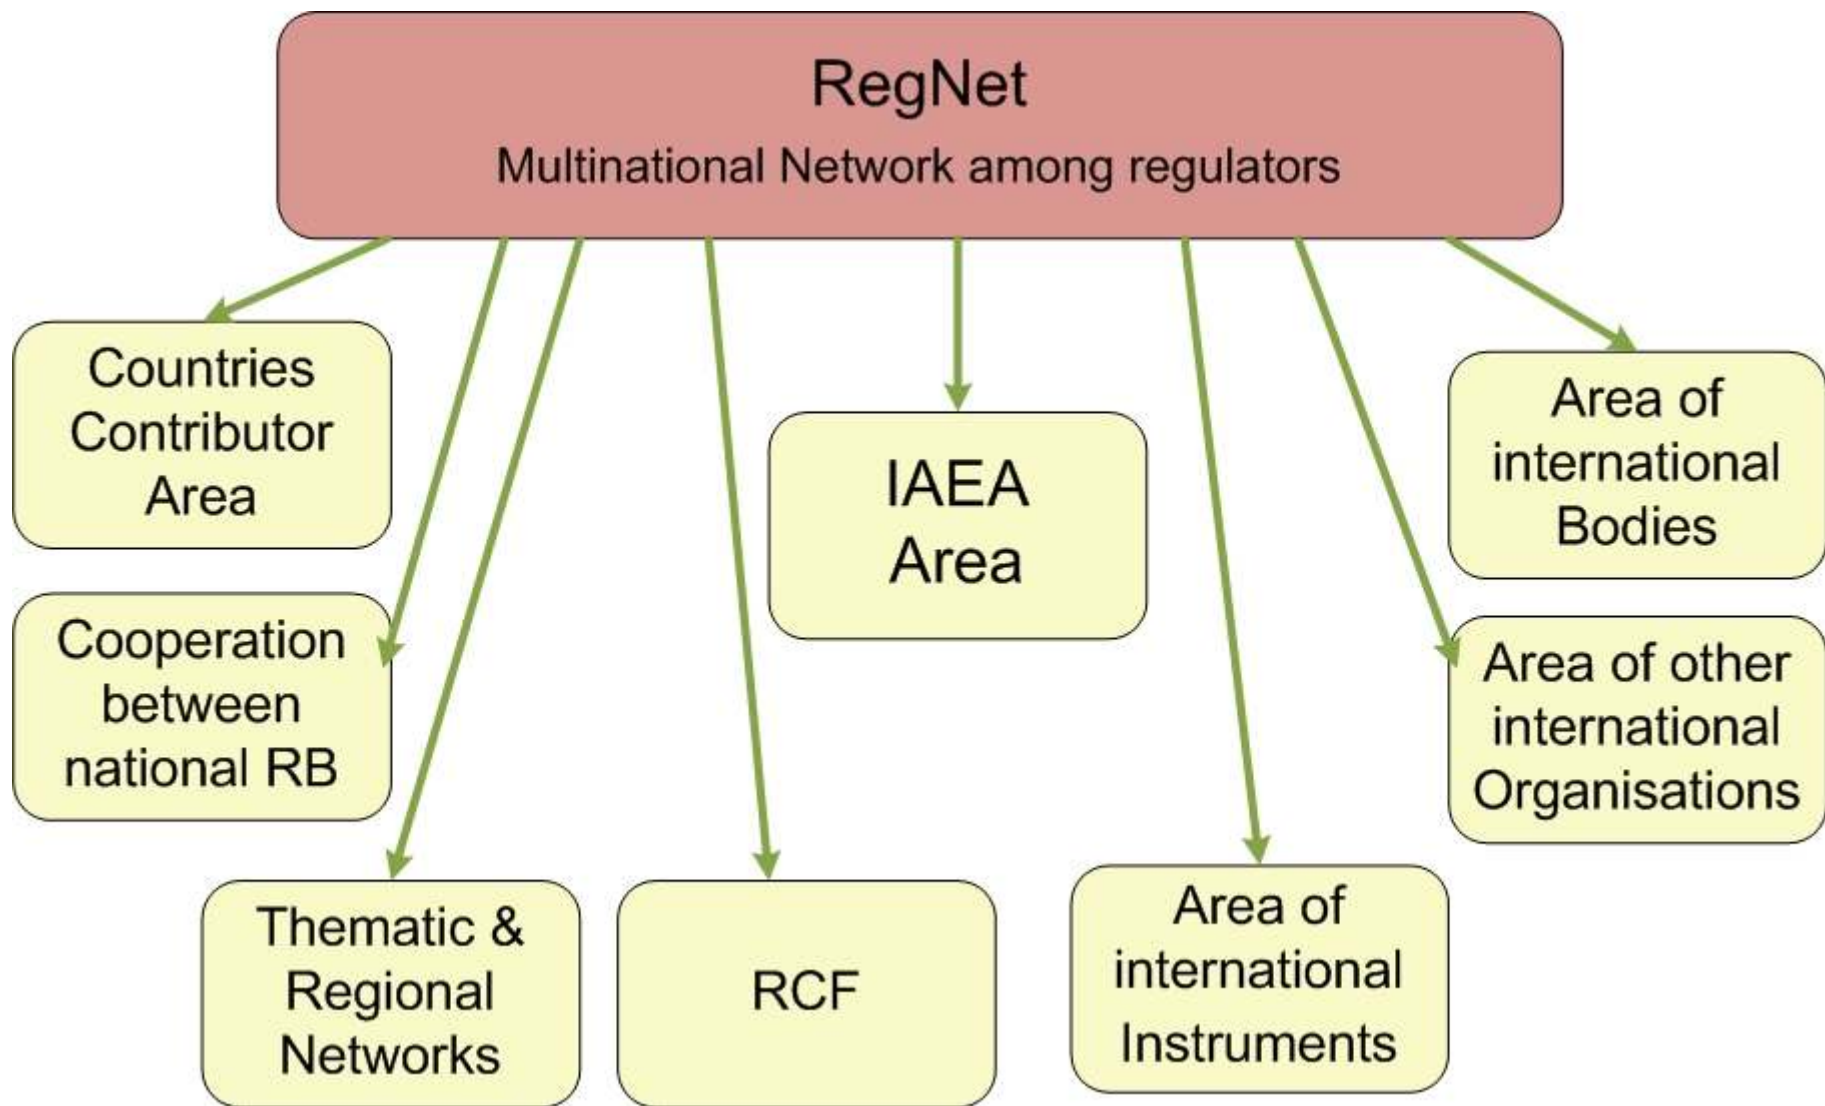 RegNet
Multinational Network among regulators
Countries
Contributor
Area
Cooperation
between
national RB
Thematic &
Regional
Networks
RCF
IAEA
Area
Area of
international
Instruments
Area of
international
Bodies
Area of other
international
Organisations